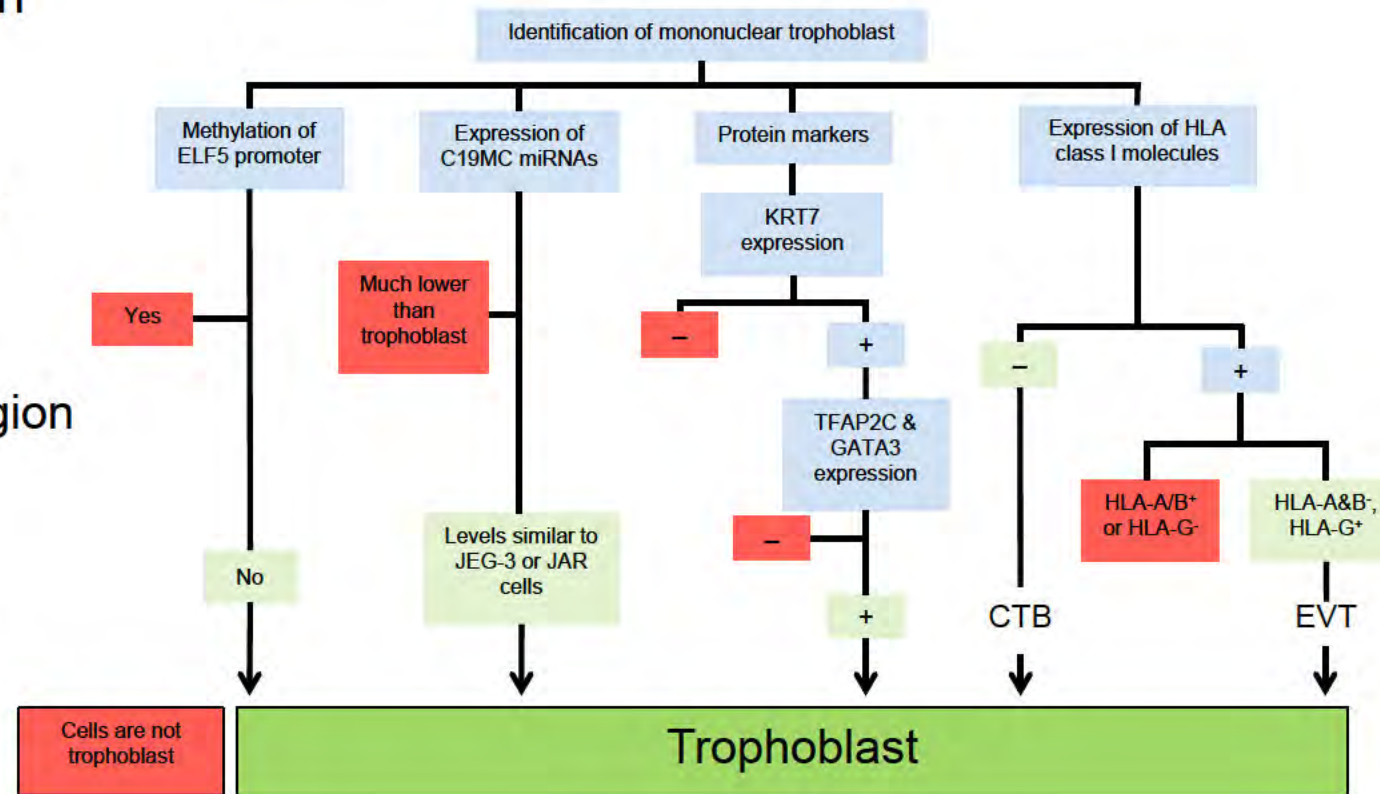 Identification of mononuclear trophoblast
Methylation of
ELF5 promoter
Expression of
C19MC miRNAs
Protein markers
Expression of HLA
class I molecules
KRT7
expression
Yes
Much lower
than
trophoblast
–
+
–
+
gion
TFAP2C &
GATA3
expression
HLA-A/B⁺
or HLA-G⁻
HLA-A&B⁻,
HLA-G⁺
–
Levels similar to
JEG-3 or JAR
cells
No
+
CTB
EVT
Cells are not
trophoblast
Trophoblast